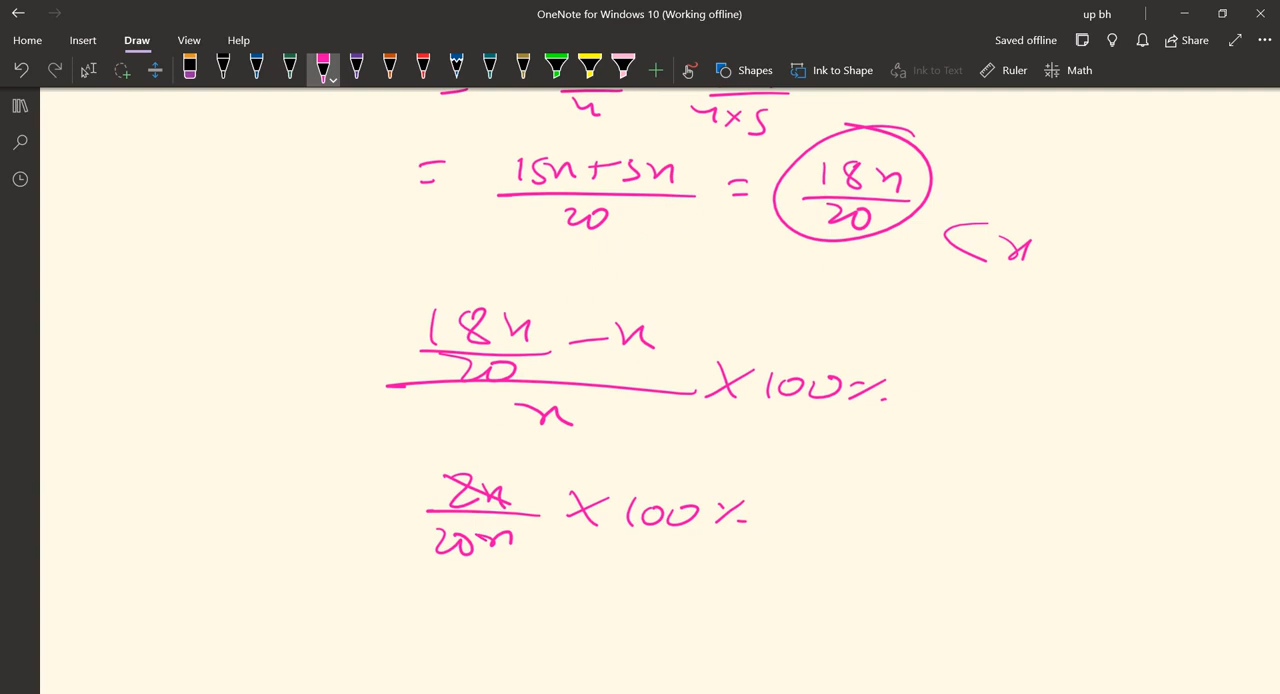 OneNote for Windows 10 (Working offline)
up bh
Home Insert Draw View Help
Saved offline
Share
Shapes
Ink to Shape
Ink to Text
Ruler
Math
4
4×5
= 15x+3x / 20 = 18x / 20
< x
18x / 20 − x
x
× 100%
2x / 20x × 100%